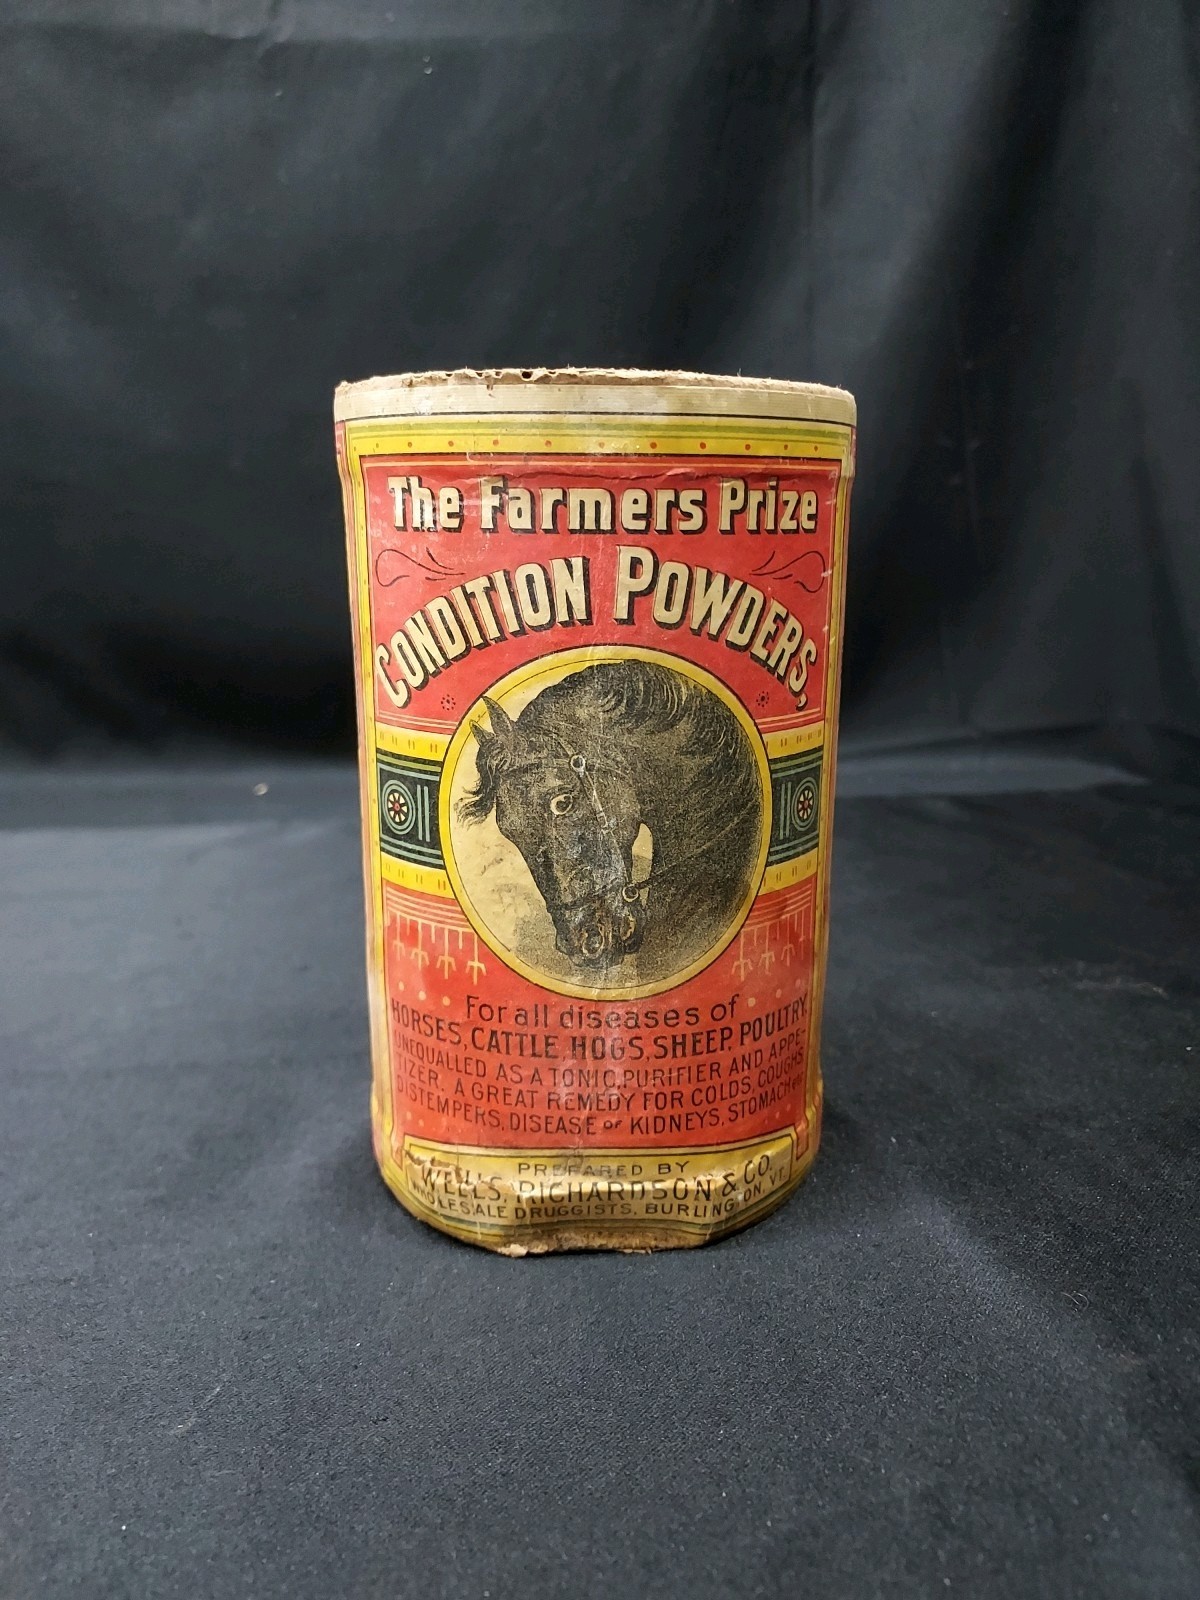 The Farmers Prize
CONDITION POWDERS,
For all diseases of
HORSES, CATTLE, HOGS, SHEEP, POULTRY,
UNEQUALLED AS A TONIC, PURIFIER AND APPE-
TIZER. A GREAT REMEDY FOR COLDS, COUGHS
DISTEMPERS, DISEASE OF KIDNEYS, STOMACH etc.
PREPARED BY
WELLS, RICHARDSON & CO.
WHOLESALE DRUGGISTS, BURLINGTON, VT.